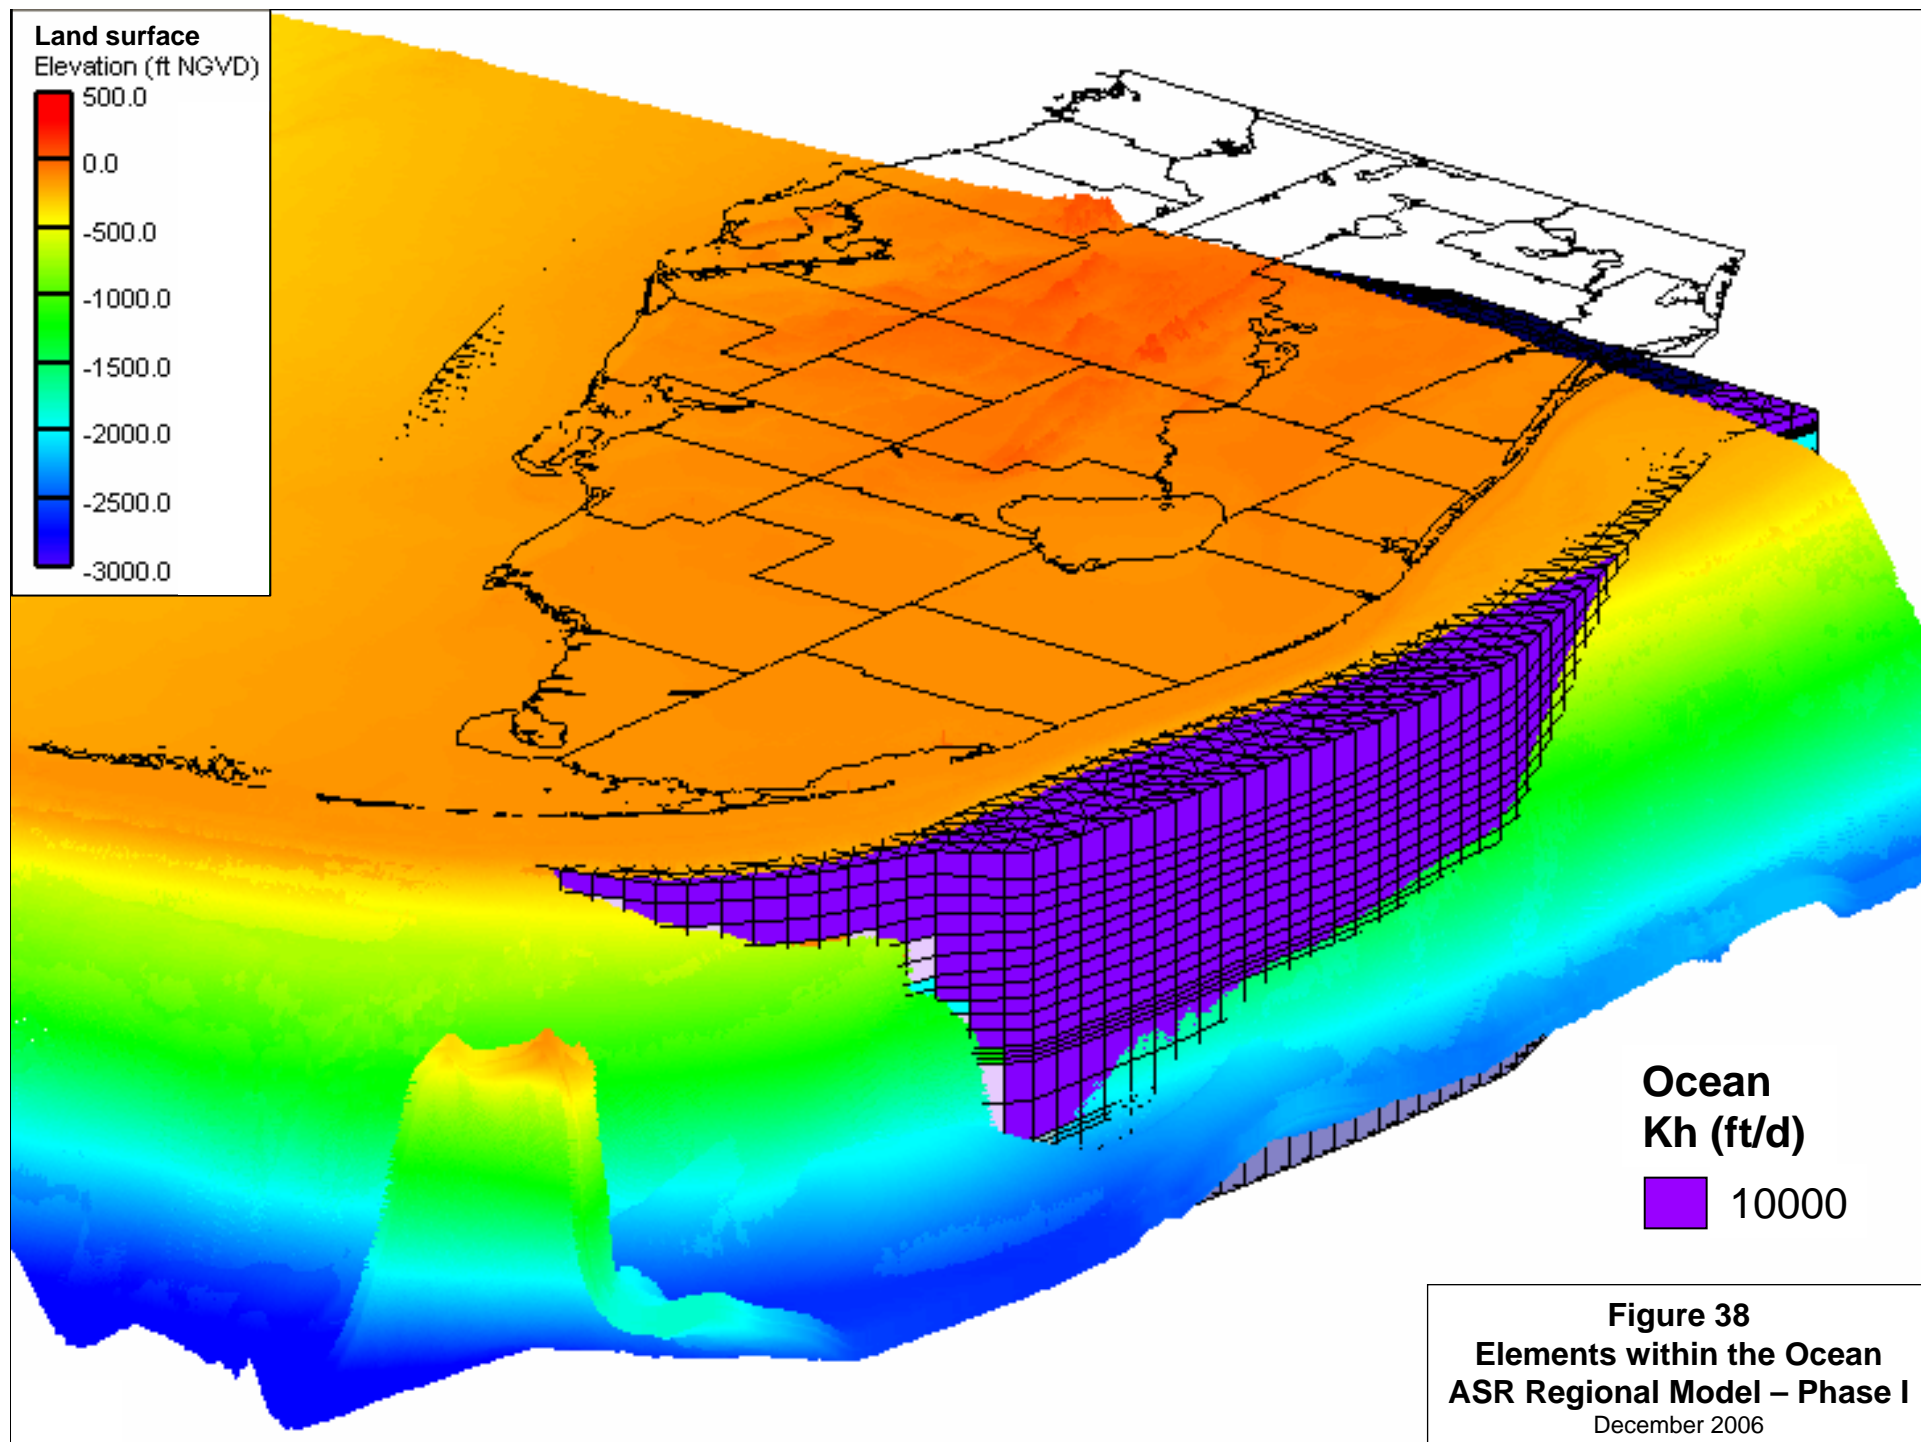 Land surface
Elevation (ft NGVD)
500.0
0.0
-500.0
-1000.0
-1500.0
-2000.0
-2500.0
-3000.0
Ocean
Kh (ft/d)
10000
Figure 38
Elements within the Ocean
ASR Regional Model – Phase I
December 2006